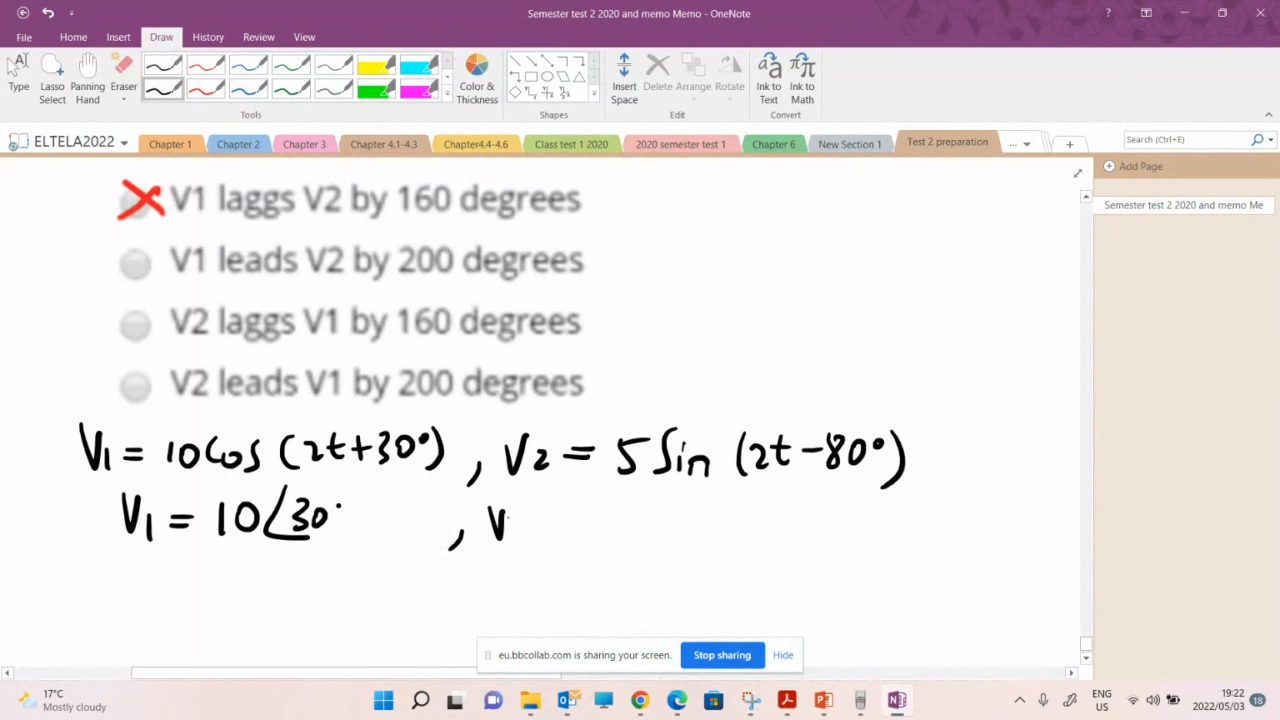 Semester test 2 2020 and memo Memo - OneNote
File Home Insert Draw History Review View
Type Lasso Select Panning Hand Eraser Color & Thickness Insert Space Delete Arrange Rotate Ink to Text Ink to Math
Tools Shapes Edit Convert
ELTELA2022 Chapter 1 Chapter 2 Chapter 3 Chapter 4.1-4.3 Chapter4.4-4.6 Class test 1 2020 2020 semester test 1 Chapter 6 New Section 1 Test 2 preparation ... Search (Ctrl+E)
Add Page
Semester test 2 2020 and memo Me
V1 laggs V2 by 160 degrees
V1 leads V2 by 200 degrees
V2 laggs V1 by 160 degrees
V2 leads V1 by 200 degrees
V1 = 10 Cos (2t+30°) , V2 = 5 Sin (2t-80°)
V1 = 10∠30° , V
eu.bbcollab.com is sharing your screen. Stop sharing Hide
17°C
Mostly cloudy
ENG
US
19:22
2022/05/03
18